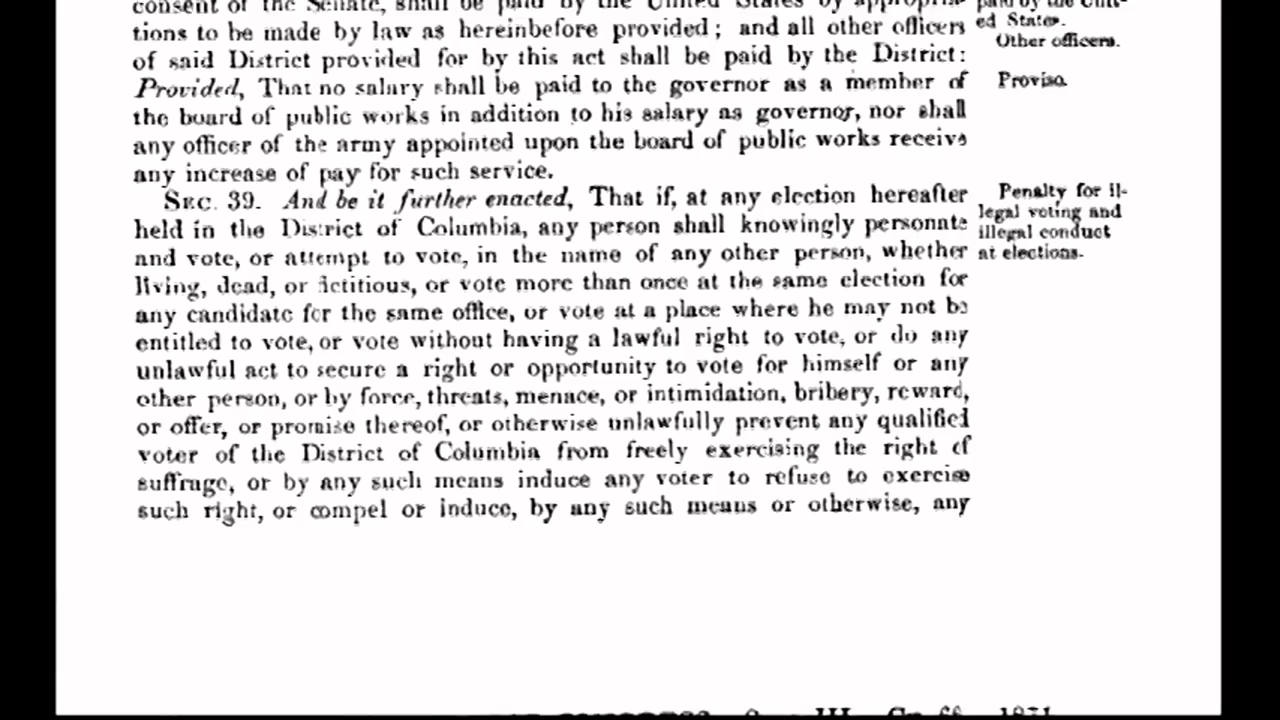 consent of the Senate, shall be paid by the United States by appropria-
tions to be made by law as hereinbefore provided; and all other officers
of said District provided for by this act shall be paid by the District:
Provided, That no salary shall be paid to the governor as a member of
the board of public works in addition to his salary as governor, nor shall
any officer of the army appointed upon the board of public works receive
any increase of pay for such service.
SEC. 39. And be it further enacted, That if, at any election hereafter
held in the District of Columbia, any person shall knowingly personate
and vote, or attempt to vote, in the name of any other person, whether
living, dead, or fictitious, or vote more than once at the same election for
any candidate for the same office, or vote at a place where he may not be
entitled to vote, or vote without having a lawful right to vote, or do any
unlawful act to secure a right or opportunity to vote for himself or any
other person, or by force, threats, menace, or intimidation, bribery, reward,
or offer, or promise thereof, or otherwise unlawfully prevent any qualified
voter of the District of Columbia from freely exercising the right of
suffrage, or by any such means induce any voter to refuse to exercise
such right, or compel or induce, by any such means or otherwise, any
paid by the Unit-
ed States.
Other officers.
Proviso.
Penalty for il-
legal voting and
illegal conduct
at elections.